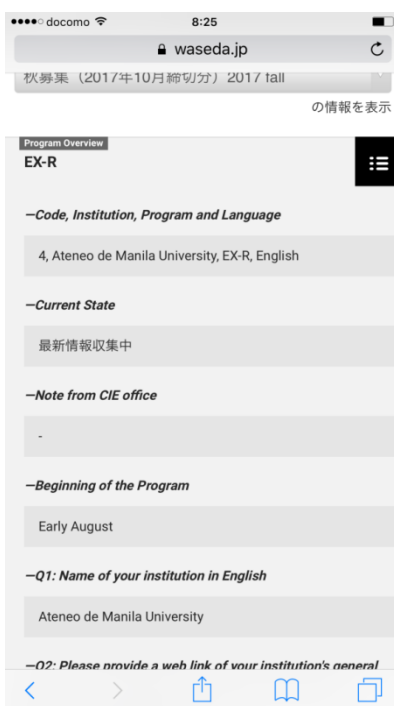 docomo 8:25
waseda.jp
秋募集（2017年10月締切分）2017 fall
の情報を表示
Program Overview
EX-R
—Code, Institution, Program and Language
4, Ateneo de Manila University, EX-R, English
—Current State
最新情報収集中
—Note from CIE office
-
—Beginning of the Program
Early August
—Q1: Name of your institution in English
Ateneo de Manila University
—Q2: Please provide a web link of your institution's general